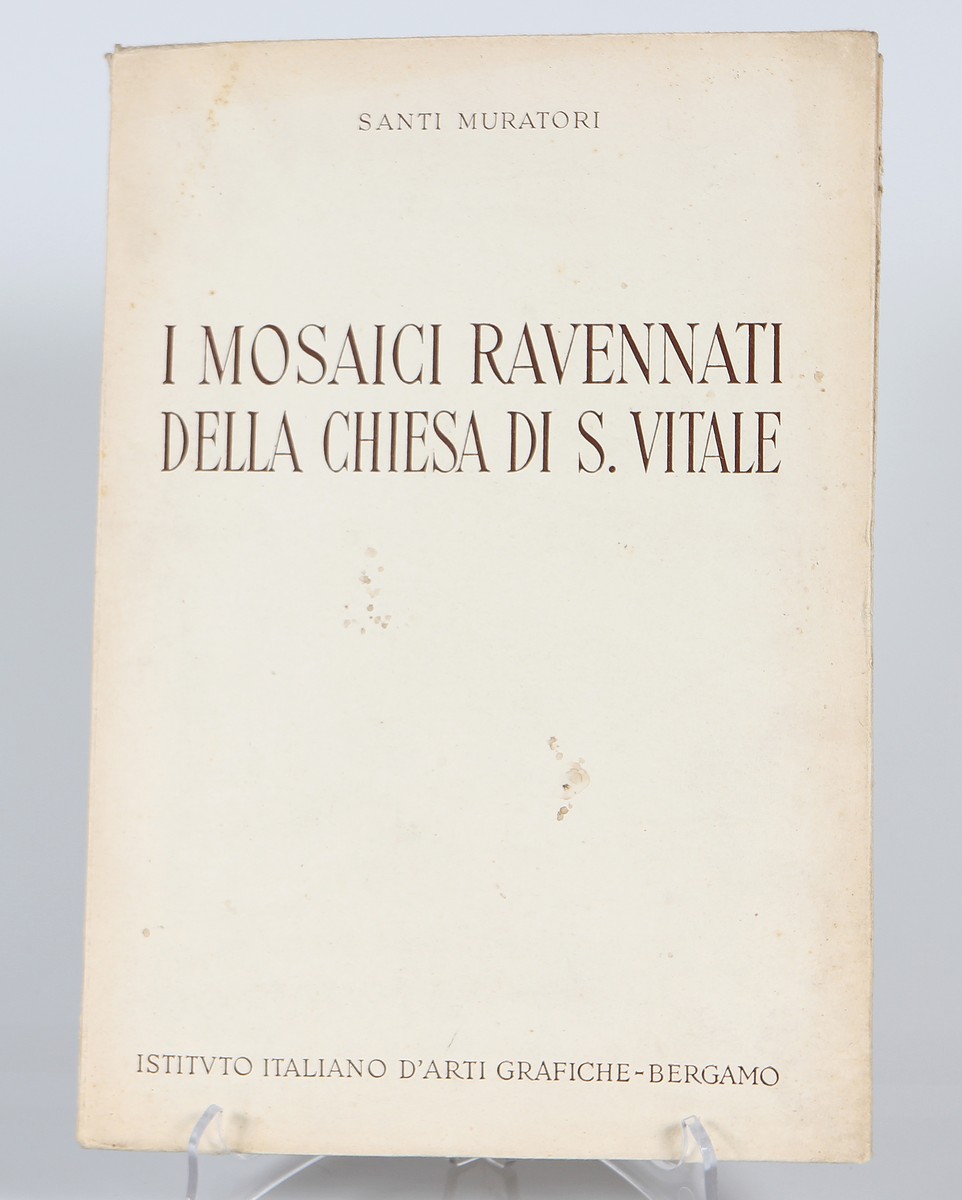 SANTI MURATORI
I MOSAICI RAVENNATI
DELLA CHIESA DI S. VITALE
ISTITVTO ITALIANO D'ARTI GRAFICHE-BERGAMO